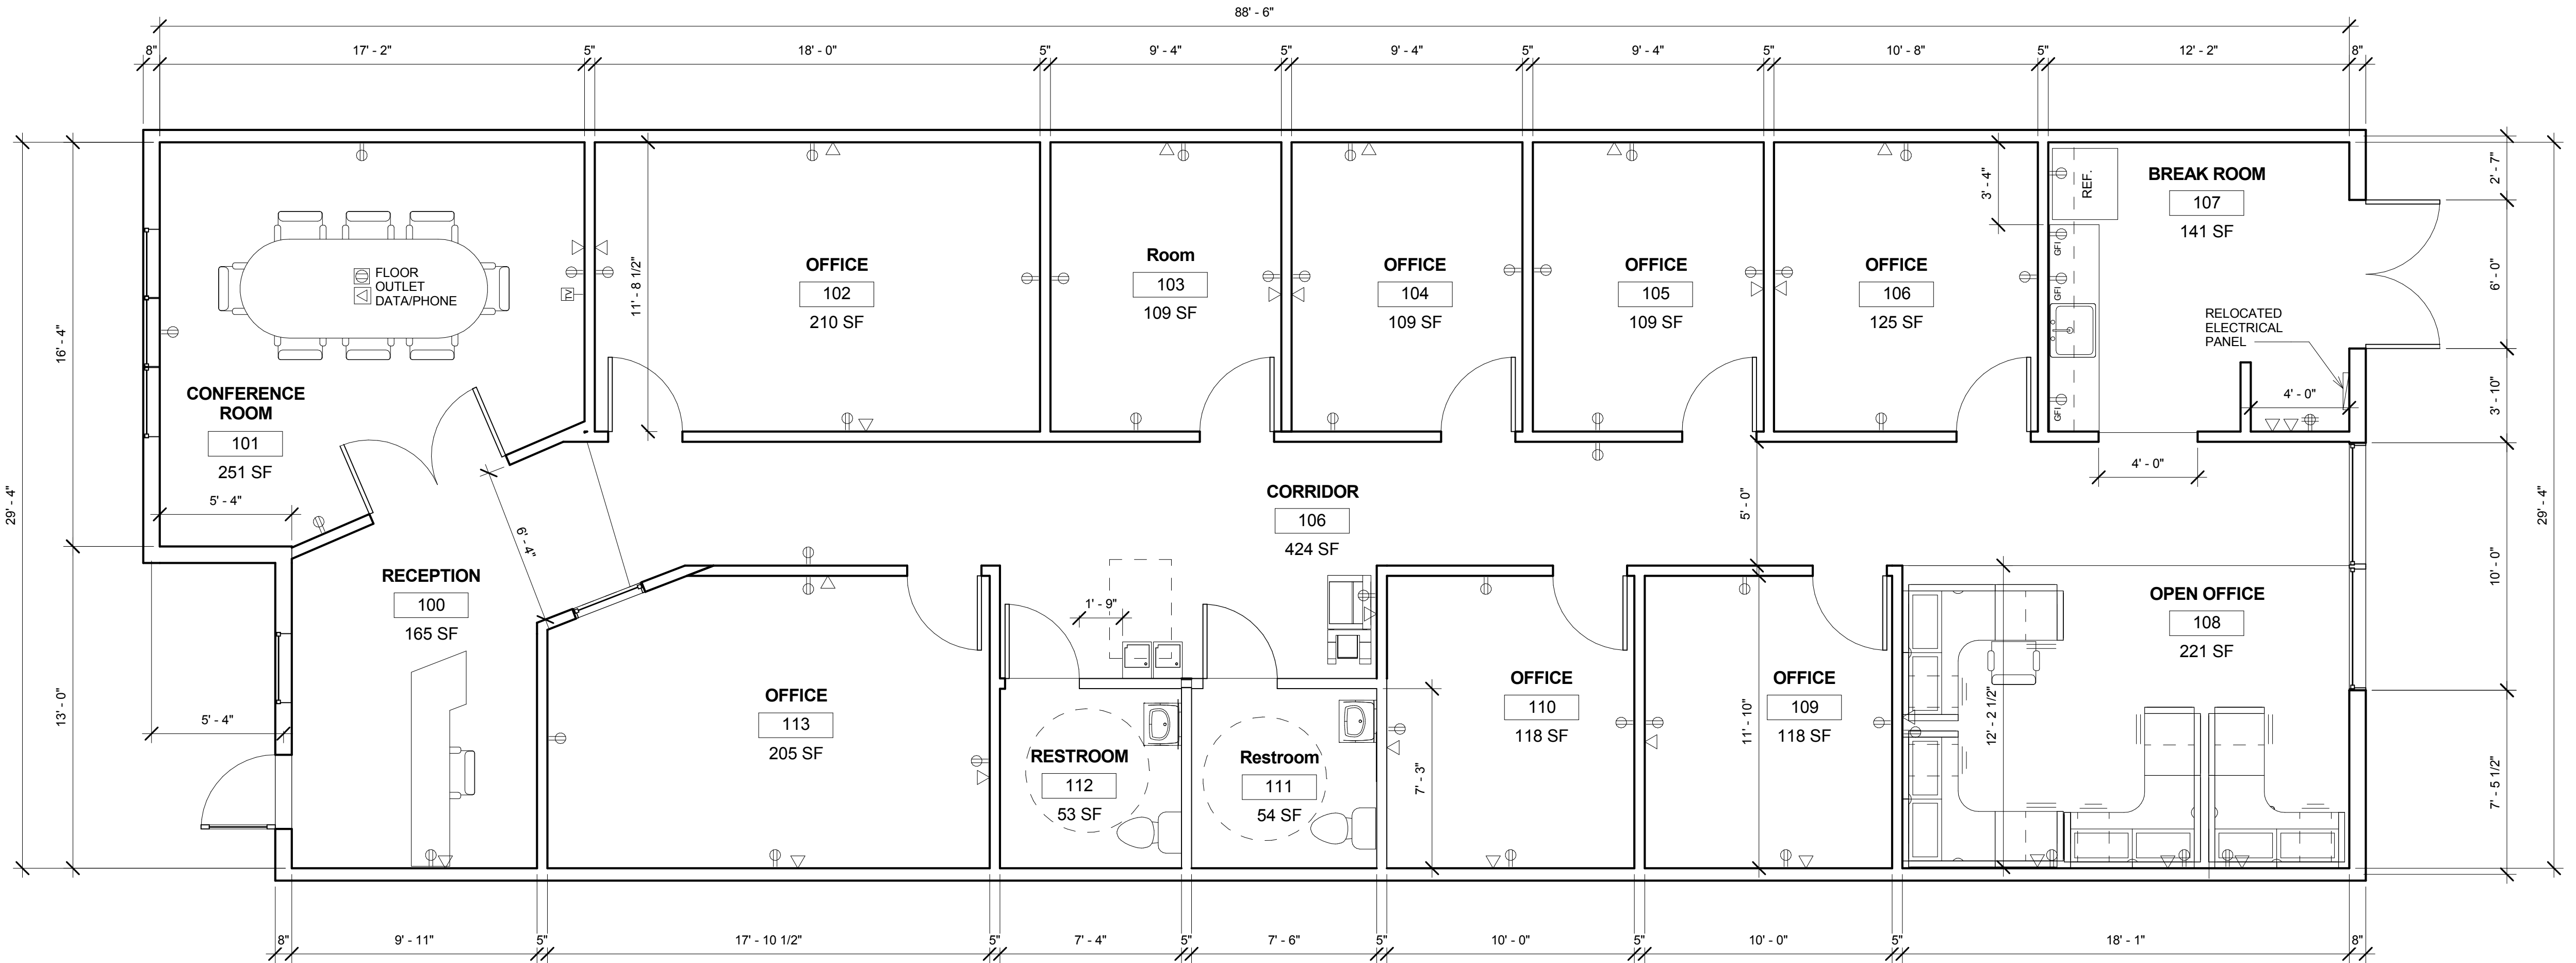 88' - 6"
8"
17' - 2"
5"
18' - 0"
5"
9' - 4"
5"
9' - 4"
5"
9' - 4"
5"
10' - 8"
5"
12' - 2"
8"
29' - 4"
16' - 4"
13' - 0"
FLOOR
OUTLET
DATA/PHONE
TV
CONFERENCE
ROOM
101
251 SF
5' - 4"
11' - 8 1/2"
OFFICE
102
210 SF
Room
103
109 SF
OFFICE
104
109 SF
OFFICE
105
109 SF
OFFICE
106
125 SF
3' - 4"
REF.
GFI
GFI
GFI
BREAK ROOM
107
141 SF
RELOCATED
ELECTRICAL
PANEL
4' - 0"
4' - 0"
2' - 7"
6' - 0"
3' - 10"
10' - 0"
7' - 5 1/2"
29' - 4"
6' - 4"
CORRIDOR
106
424 SF
5' - 0"
RECEPTION
100
165 SF
5' - 4"
OFFICE
113
205 SF
1' - 9"
RESTROOM
112
53 SF
Restroom
111
54 SF
7' - 3"
OFFICE
110
118 SF
11' - 10"
OFFICE
109
118 SF
12' - 2 1/2"
OPEN OFFICE
108
221 SF
8"
9' - 11"
5"
17' - 10 1/2"
5"
7' - 4"
5"
7' - 6"
5"
10' - 0"
5"
10' - 0"
5"
18' - 1"
8"